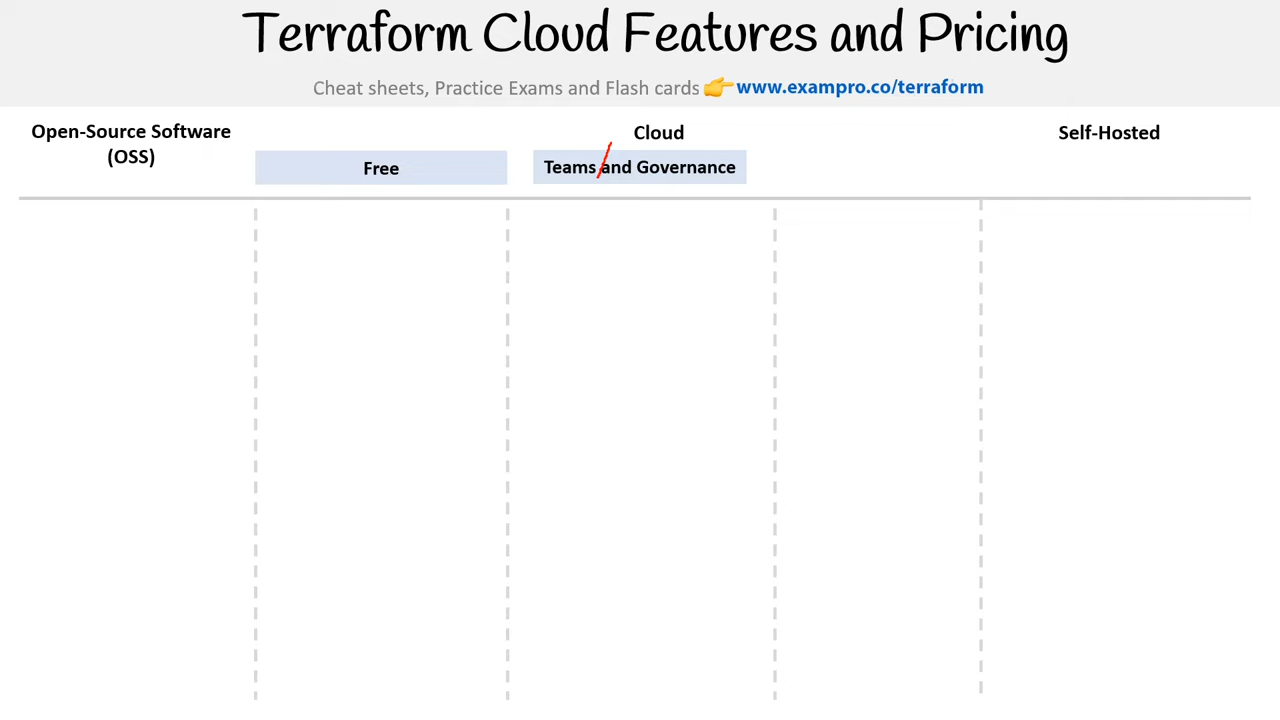 Terraform Cloud Features and Pricing
Cheat sheets, Practice Exams and Flash cards 👉 www.exampro.co/terraform
Open-Source Software
(OSS)
Cloud
Self-Hosted
Free
Teams and Governance